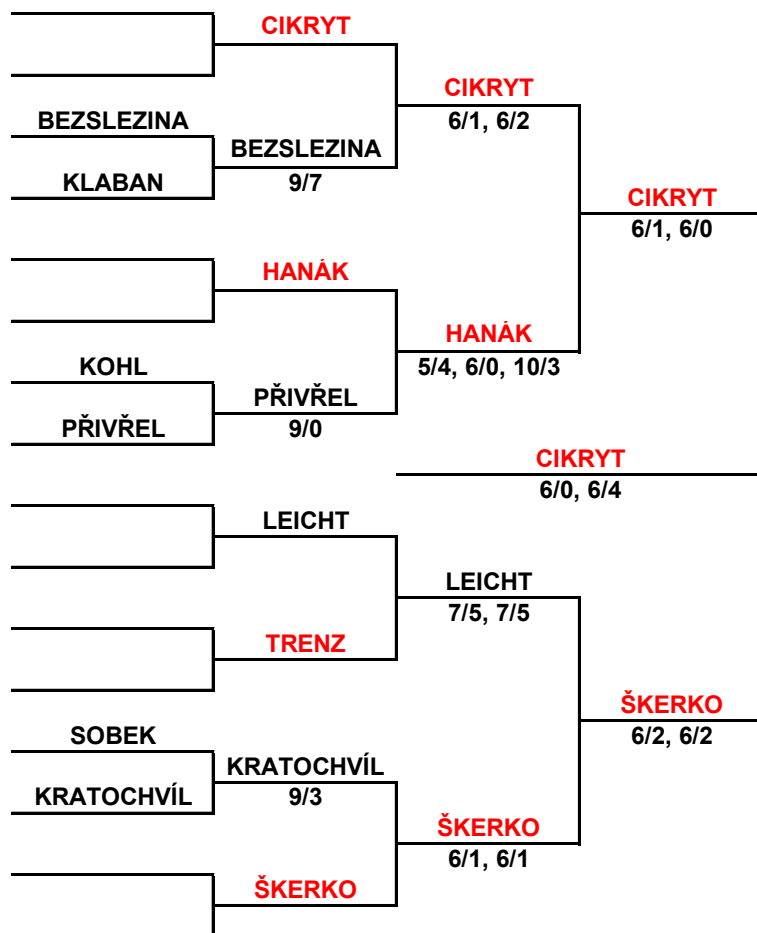 CIKRYT
CIKRYT
6/1, 6/2
BEZSLEZINA
BEZSLEZINA
9/7
KLABAN
CIKRYT
6/1, 6/0
HANÁK
HANÁK
5/4, 6/0, 10/3
KOHL
PŘIVŘEL
9/0
PŘIVŘEL
CIKRYT
6/0, 6/4
LEICHT
LEICHT
7/5, 7/5
TRENZ
ŠKERKO
6/2, 6/2
SOBEK
KRATOCHVÍL
9/3
KRATOCHVÍL
ŠKERKO
6/1, 6/1
ŠKERKO